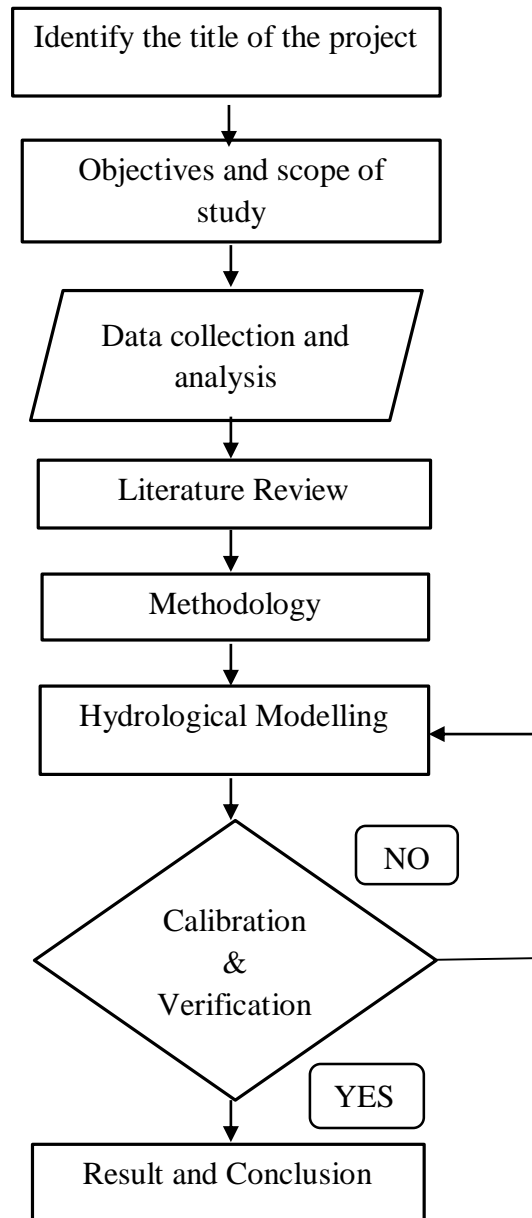 Identify the title of the project
Objectives and scope of
study
Data collection and
analysis
Literature Review
Methodology
Hydrological Modelling
NO
Calibration
&
Verification
YES
Result and Conclusion